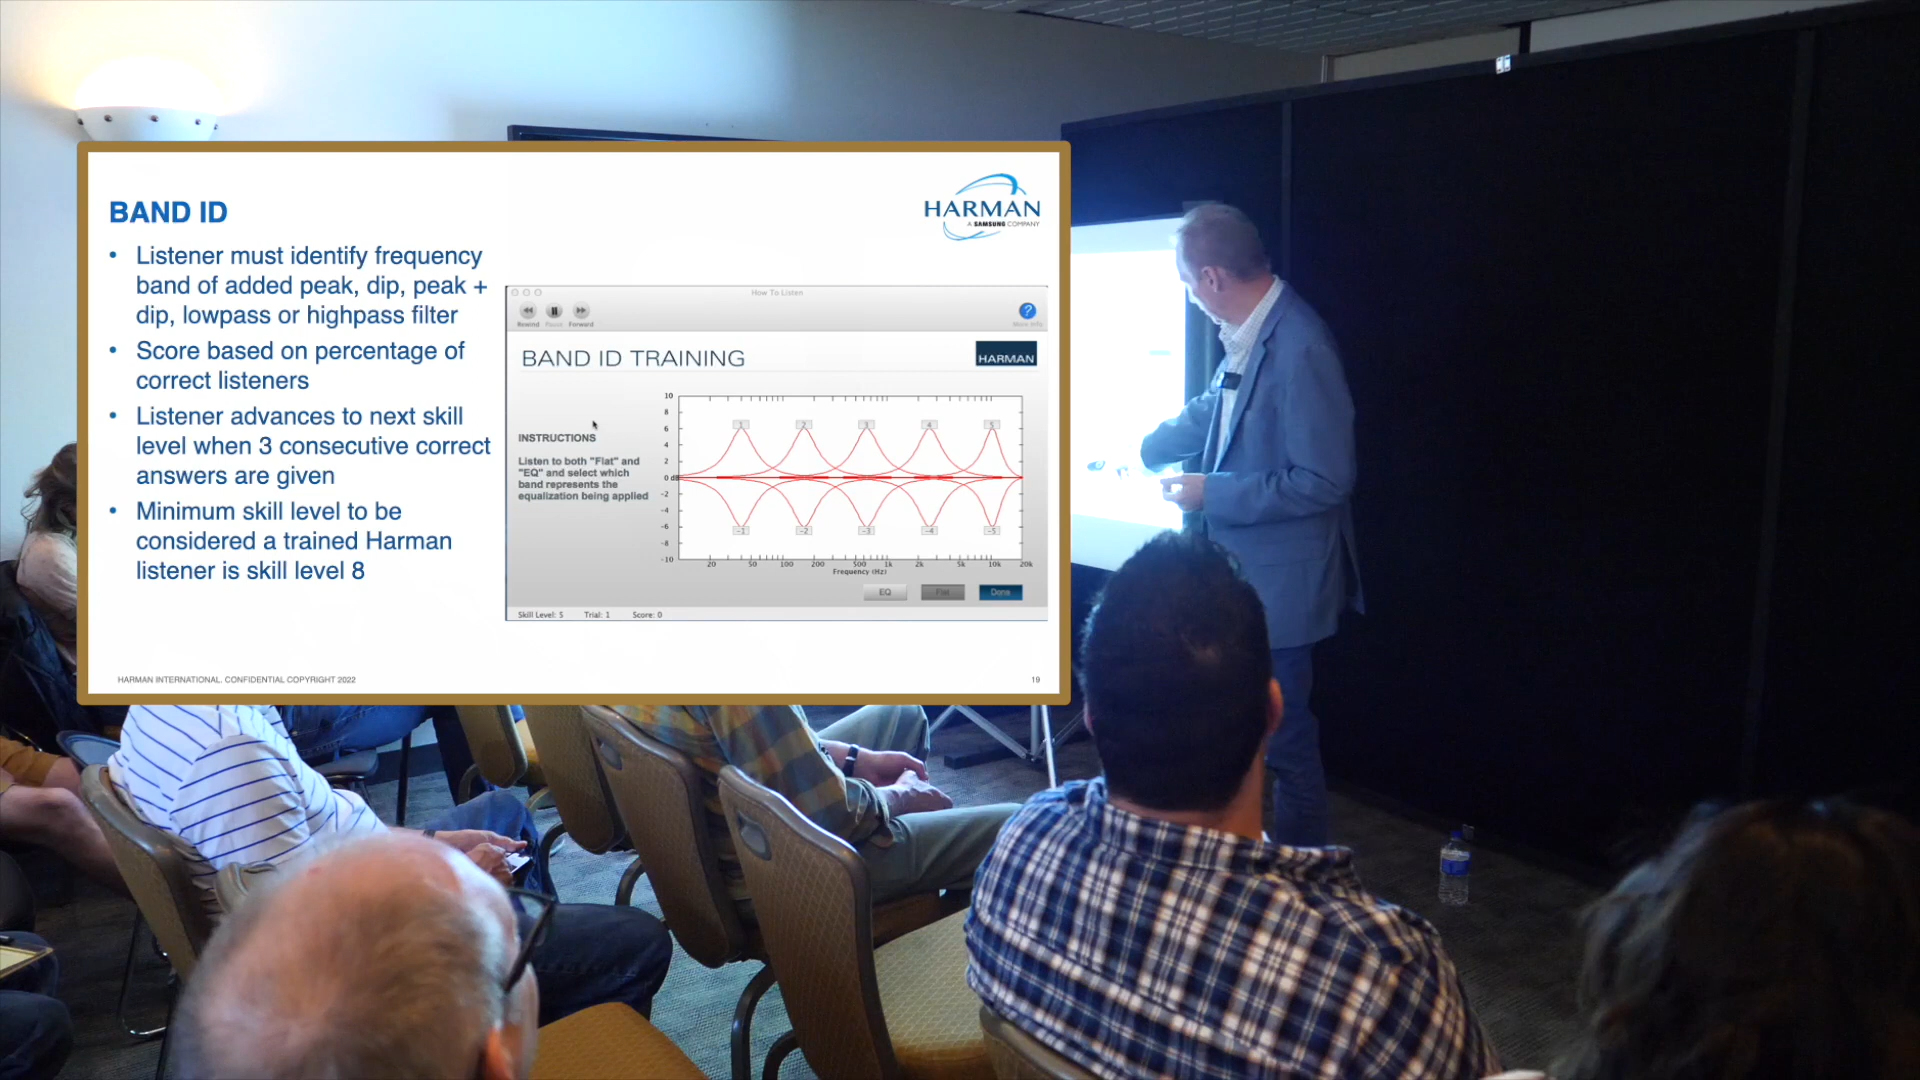 BAND ID
HARMAN
A SAMSUNG COMPANY
• Listener must identify frequency
band of added peak, dip, peak +
dip, lowpass or highpass filter
• Score based on percentage of
correct listeners
• Listener advances to next skill
level when 3 consecutive correct
answers are given
• Minimum skill level to be
considered a trained Harman
listener is skill level 8
How To Listen
Rewind Pause Forward
?
More Info
BAND ID TRAINING
HARMAN
INSTRUCTIONS
Listen to both "Flat" and
"EQ" and select which
band represents the
equalization being applied
10
8
6
4
2
0 dB
-2
-4
-6
-8
-10
1 2 3 4 5
-1 -2 -3 -4 -5
20 50 100 200 500 1k 2k 5k 10k 20k
Frequency (Hz)
EQ Flat Done
Skill Level: 5 Trial: 1 Score: 0
HARMAN INTERNATIONAL. CONFIDENTIAL COPYRIGHT 2022
19